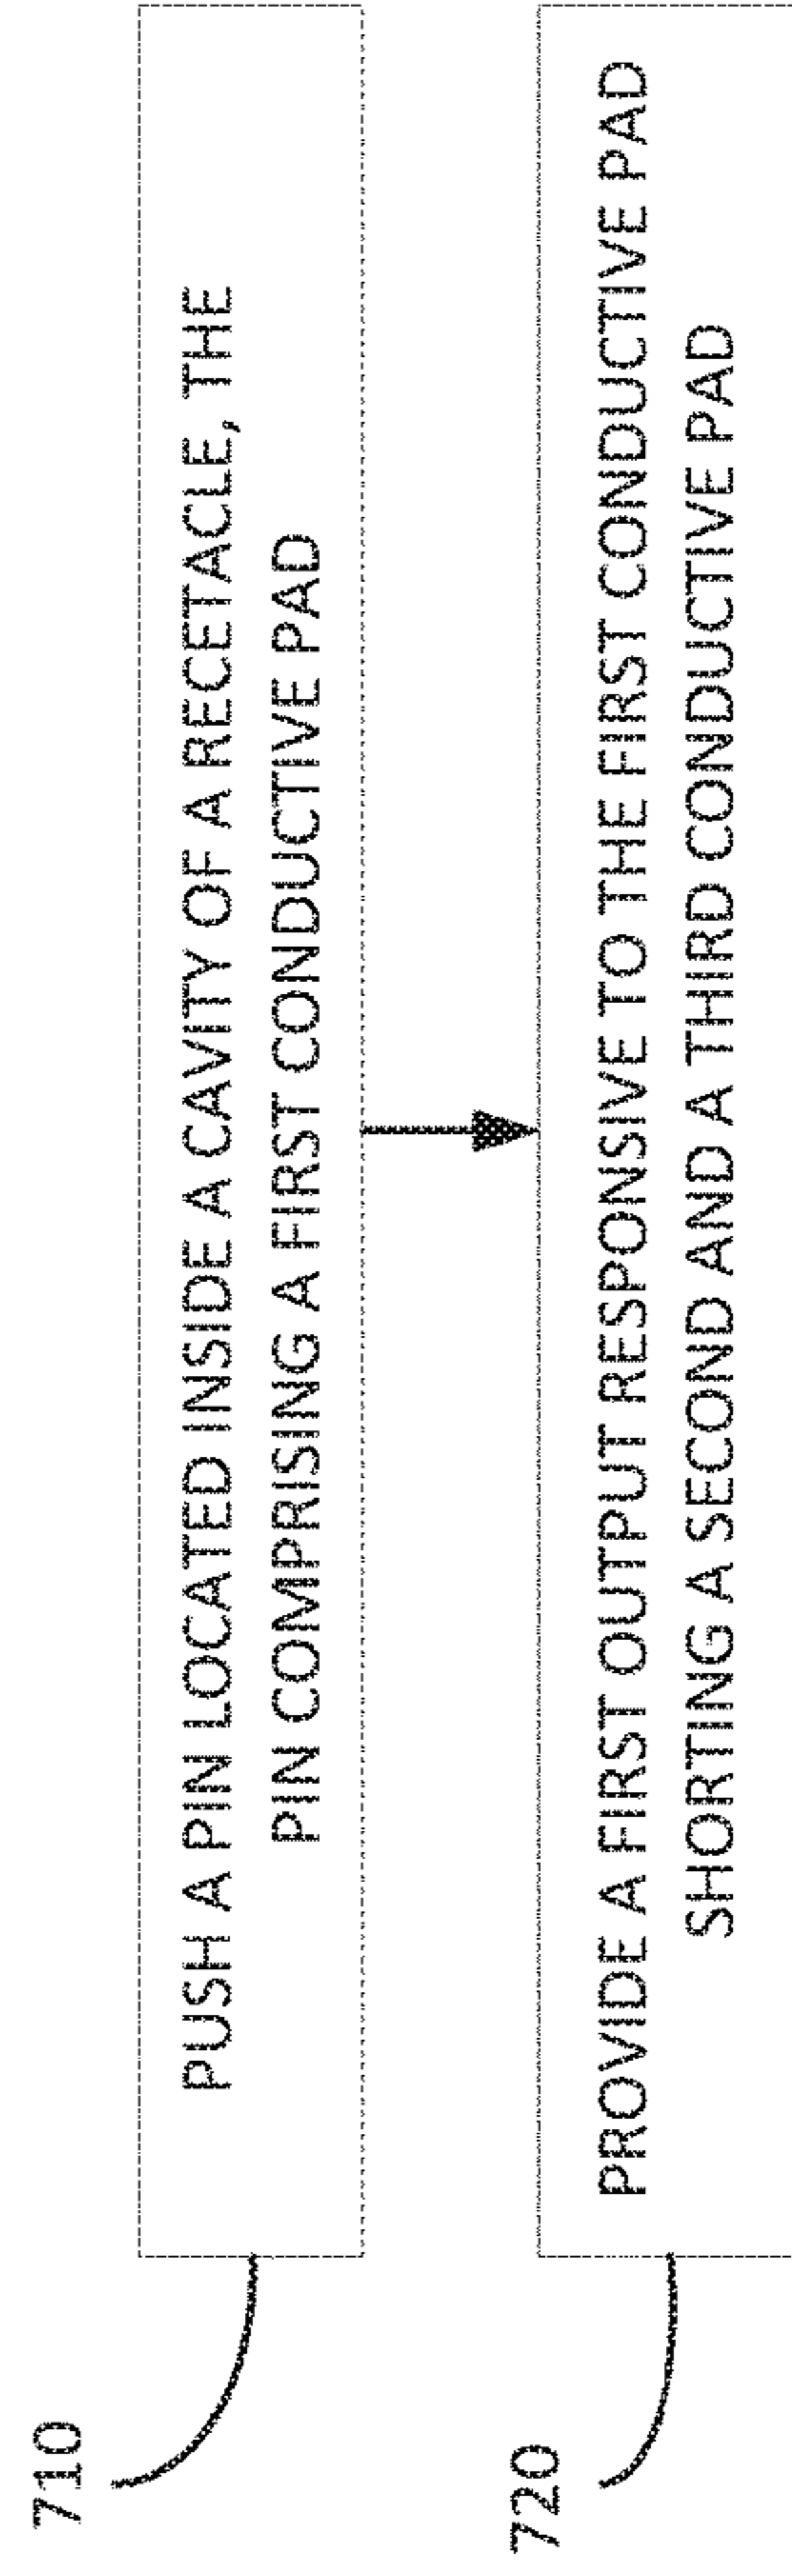 710
PUSH A PIN LOCATED INSIDE A CAVITY OF A RECETACLE, THE
PIN COMPRISING A FIRST CONDUCTIVE PAD
720
PROVIDE A FIRST OUTPUT RESPONSIVE TO THE FIRST CONDUCTIVE PAD
SHORTING A SECOND AND A THIRD CONDUCTIVE PAD